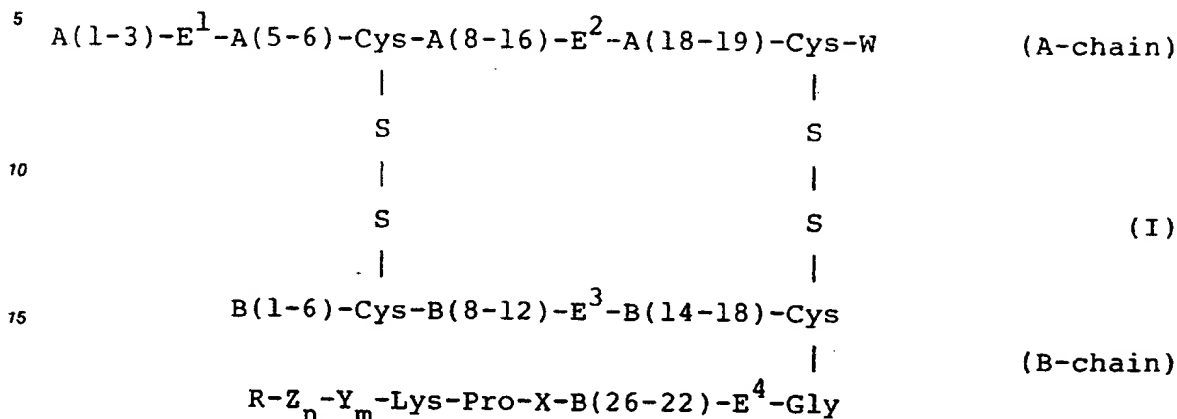 5 A(1-3)-E1-A(5-6)-Cys-A(8-16)-E2-A(18-19)-Cys-W (A-chain)
| |
S S
10 | |
S S (I)
| |
15 B(1-6)-Cys-B(8-12)-E3-B(14-18)-Cys
| (B-chain)
R-Zn-Ym-Lys-Pro-X-B(26-22)-E4-Gly